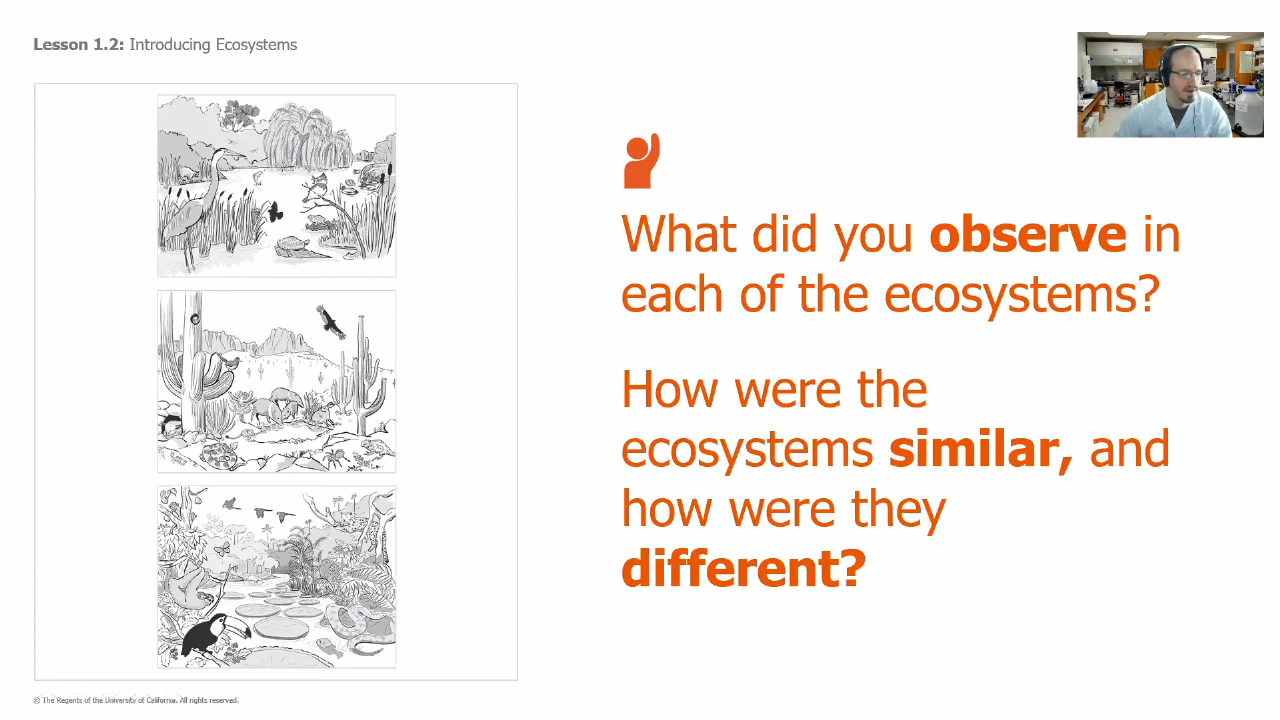 Lesson 1.2: Introducing Ecosystems
What did you observe in
each of the ecosystems?
How were the
ecosystems similar, and
how were they
different?
© The Regents of the University of California. All rights reserved.